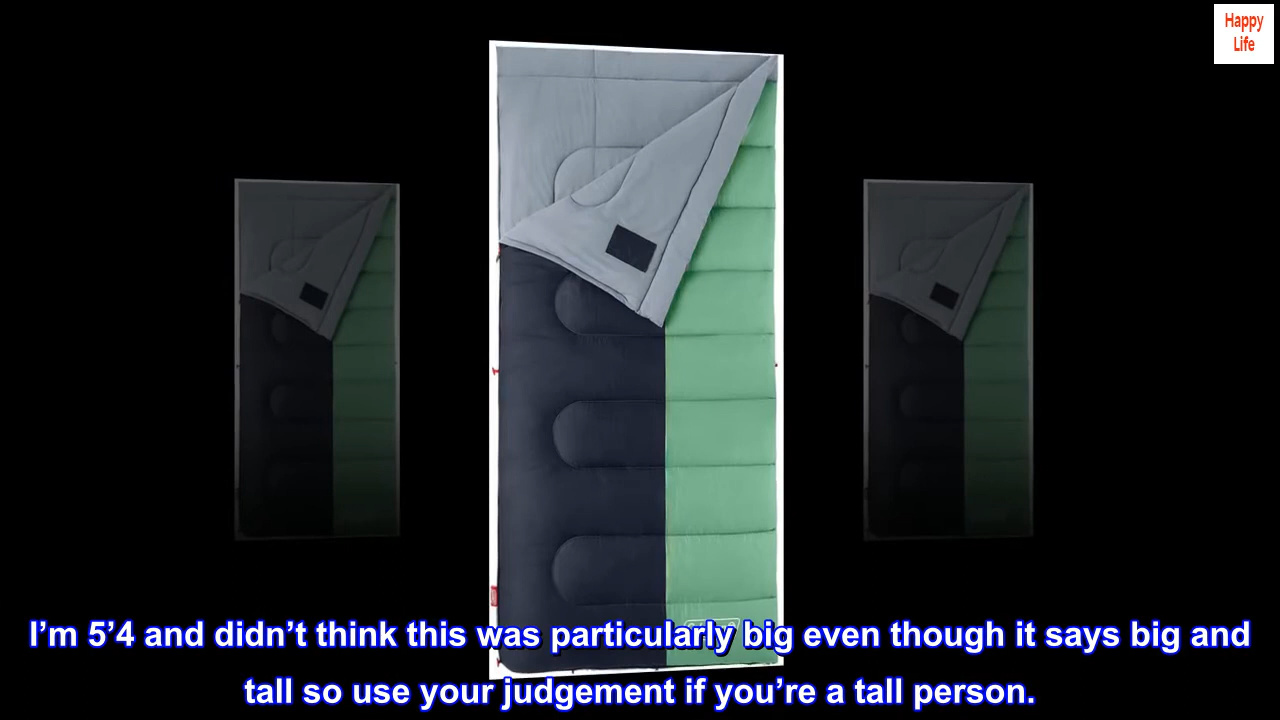 Happy
Life
I’m 5’4 and didn’t think this was particularly big even though it says big and
tall so use your judgement if you’re a tall person.